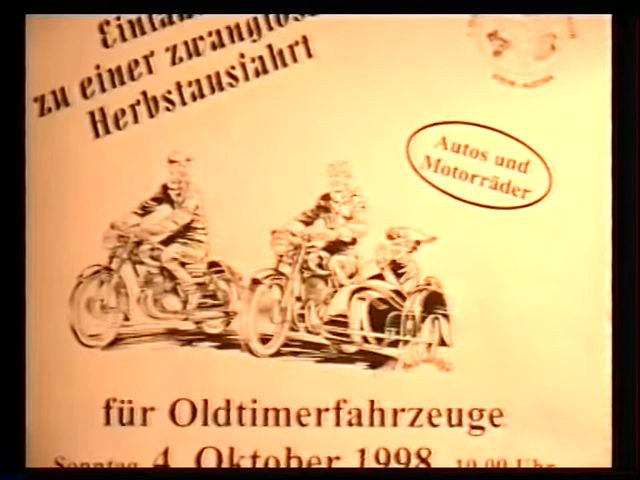 zu einer zwanglosen
Herbstausfahrt
Autos und
Motorräder
für Oldtimerfahrzeuge
Sonntag 4. Oktober 1998 10.00 Uhr